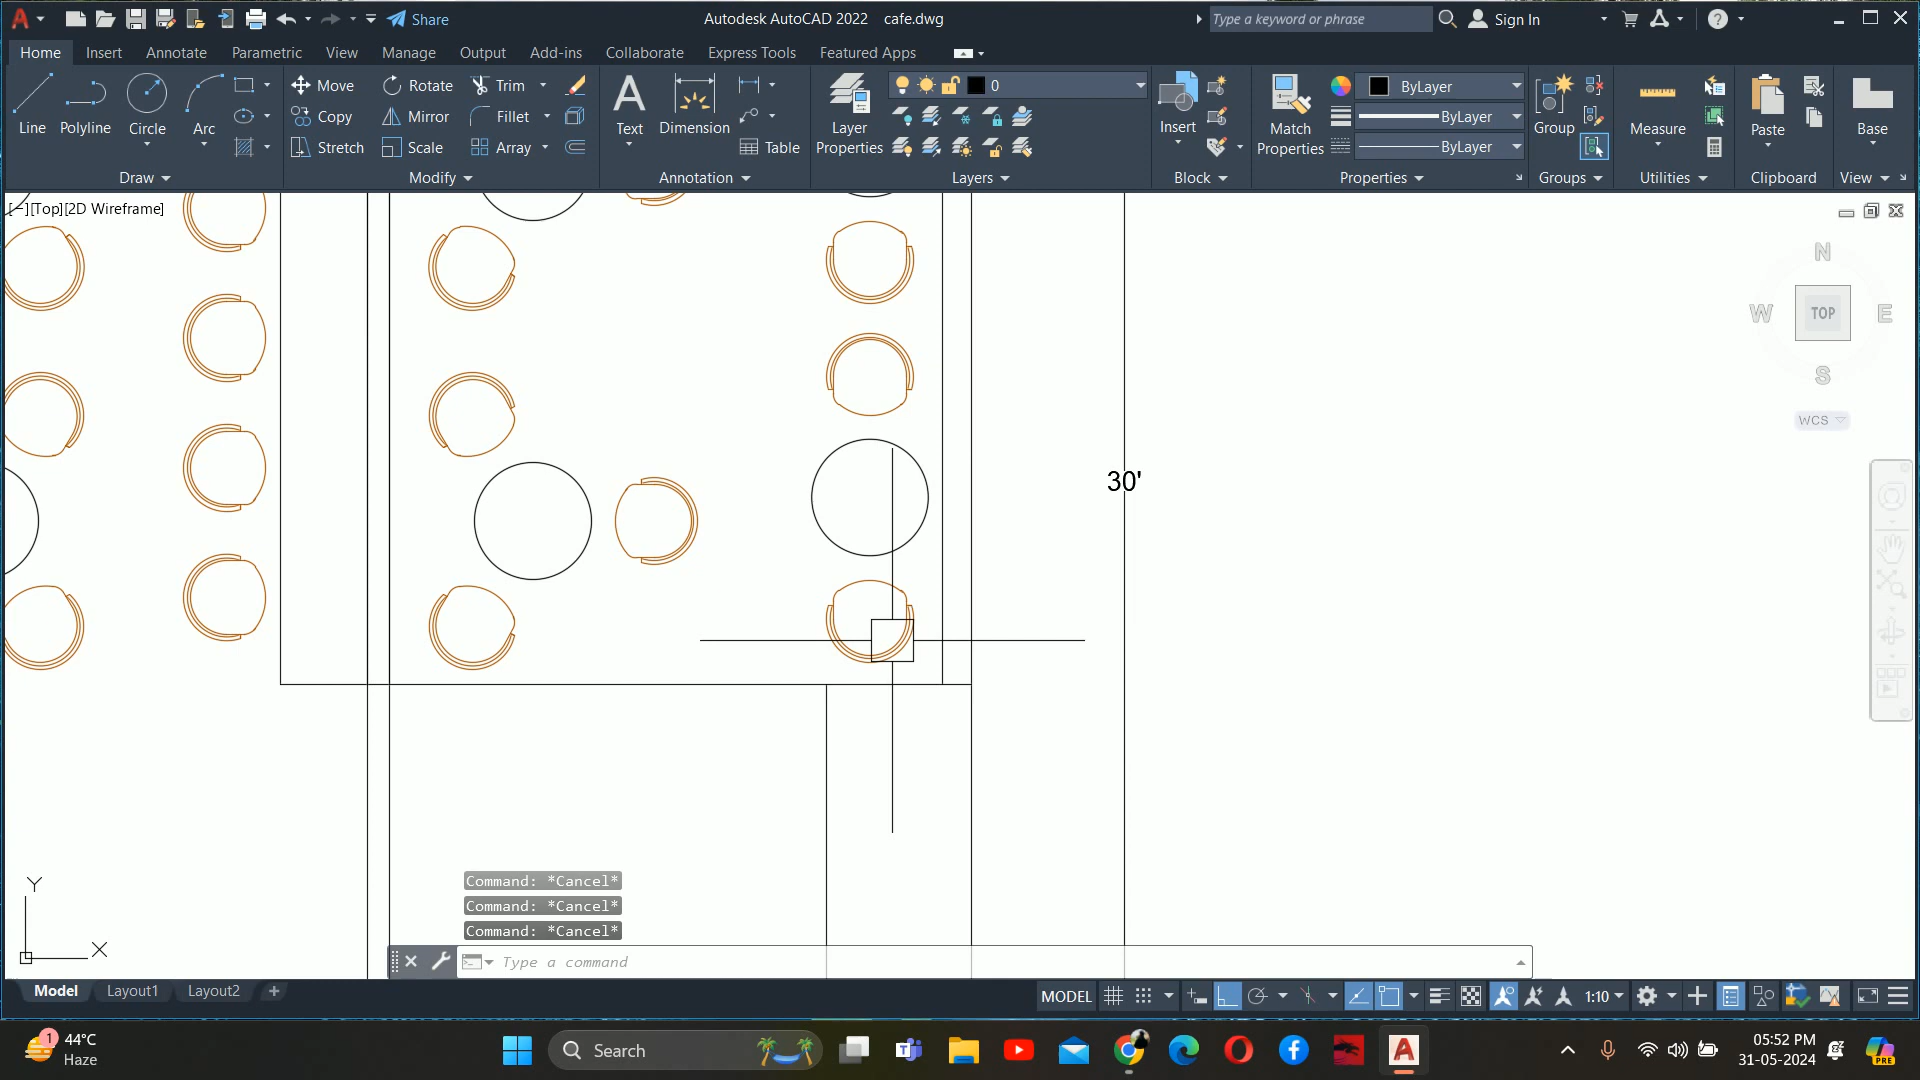 A Share Autodesk AutoCAD 2022 cafe.dwg Type a keyword or phrase Sign In ?
Home Insert Annotate Parametric View Manage Output Add-ins Collaborate Express Tools Featured Apps
Line Polyline Circle Arc
Move Rotate Trim
Copy Mirror Fillet
Stretch Scale Array
Text Dimension Table
Layer Properties
0
Insert
Match Properties
ByLayer
ByLayer
ByLayer
Group
Measure
Paste
Base
Draw Modify Annotation Layers Block Properties Groups Utilities Clipboard View
[−][Top][2D Wireframe]
N
W TOP E
S
WCS
30'
Y
X
Command: *Cancel*
Command: *Cancel*
Command: *Cancel*
Type a command
Model Layout1 Layout2 + MODEL 1:10
1 44°C
Haze
Search
A
05:52 PM
31-05-2024
PRE